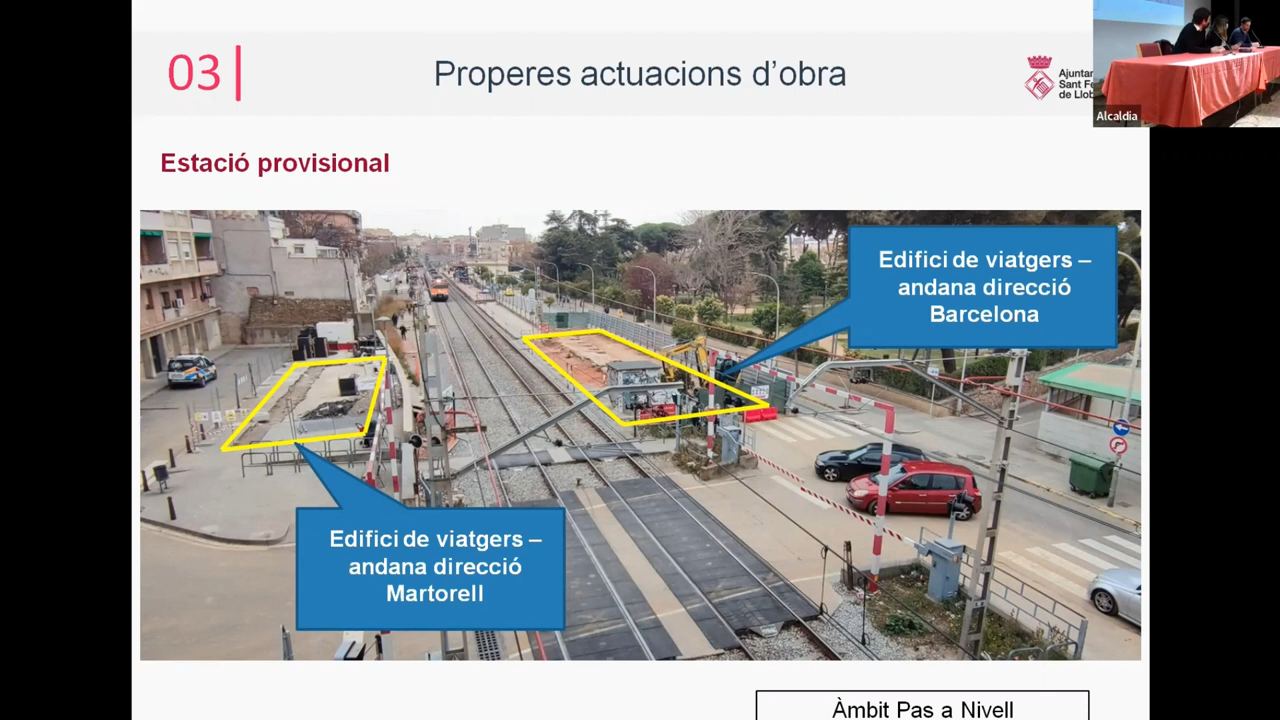 03
Properes actuacions d’obra
Ajuntam
Sant Fe
de Llob
Alcaldia
Estació provisional
Edifici de viatgers –
andana direcció
Barcelona
Edifici de viatgers –
andana direcció
Martorell
Àmbit Pas a Nivell